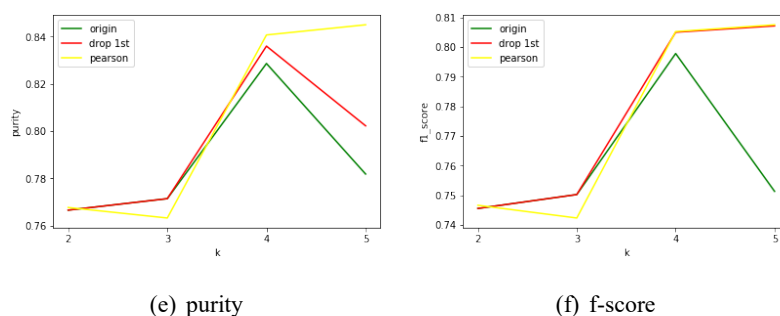 origin
drop 1st
pearson
0.84
0.82
0.80
0.78
0.76
purity
2
3
4
5
k
(e) purity
origin
drop 1st
pearson
0.81
0.80
0.79
0.78
0.77
0.76
0.75
0.74
f1_score
2
3
4
5
k
(f) f-score